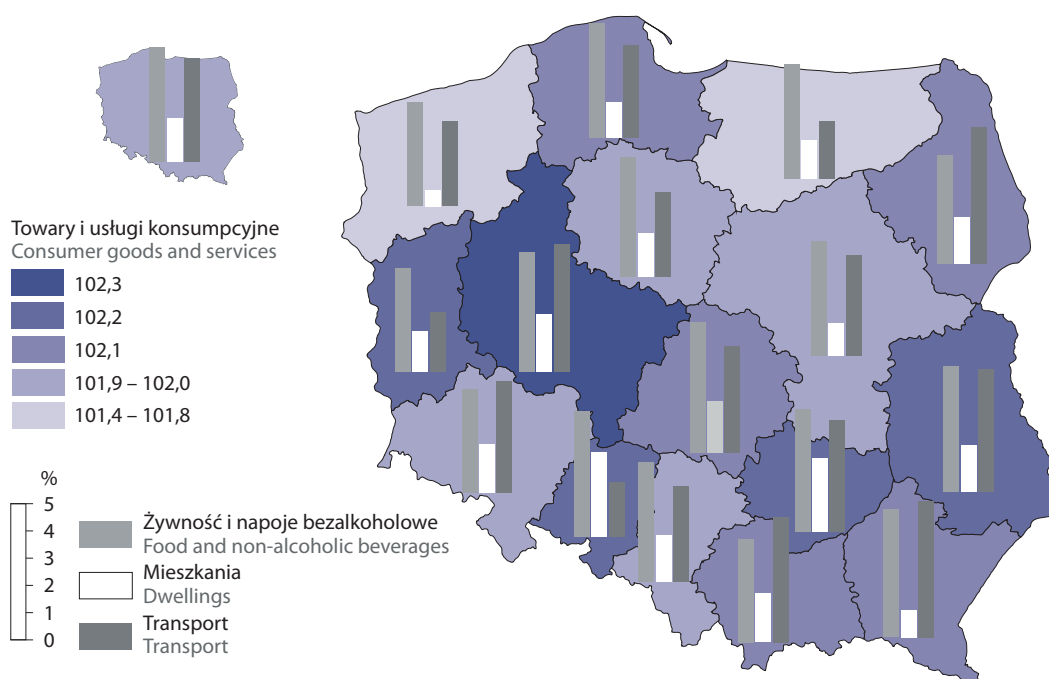 Towary i usługi konsumpcyjne
Consumer goods and services
102,3
102,2
102,1
101,9 – 102,0
101,4 – 101,8
%
5
4
3
2
1
0
Żywność i napoje bezalkoholowe
Food and non-alcoholic beverages
Mieszkania
Dwellings
Transport
Transport